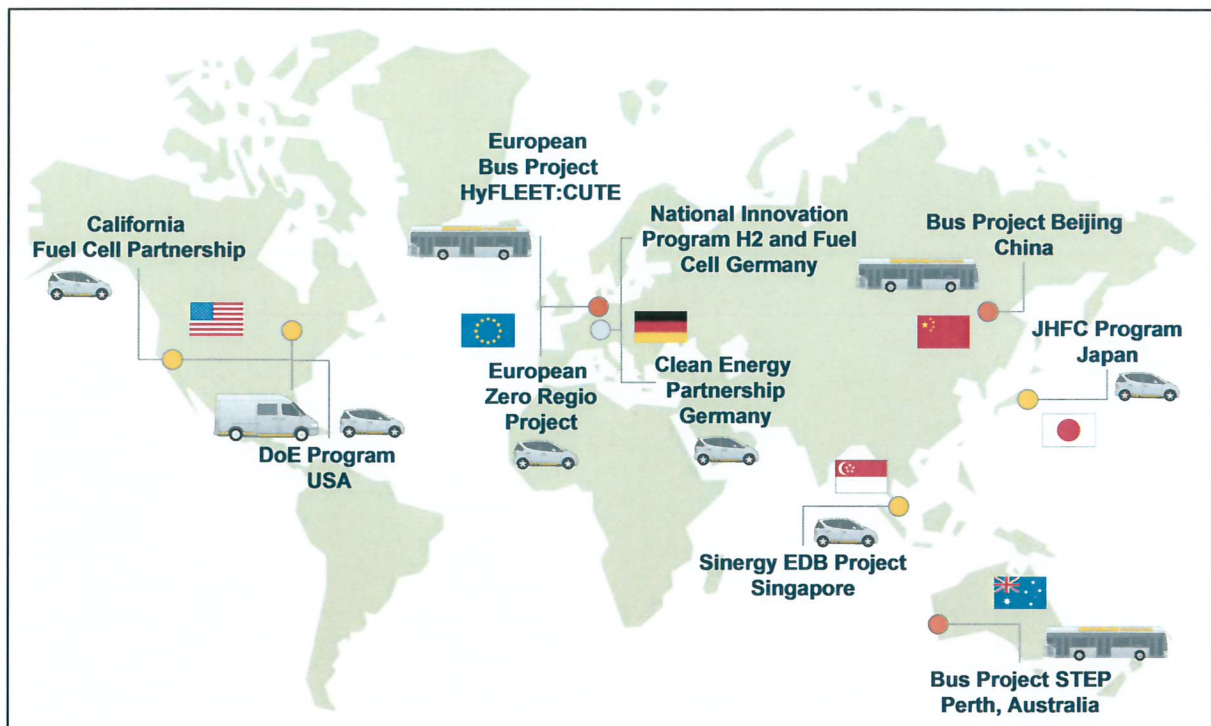 European
Bus Project
HyFLEET:CUTE
California
Fuel Cell Partnership
National Innovation
Program H2 and Fuel
Cell Germany
Bus Project Beijing
China
JHFC Program
Japan
European
Zero Regio
Project
Clean Energy
Partnership
Germany
DoE Program
USA
Sinergy EDB Project
Singapore
Bus Project STEP
Perth, Australia